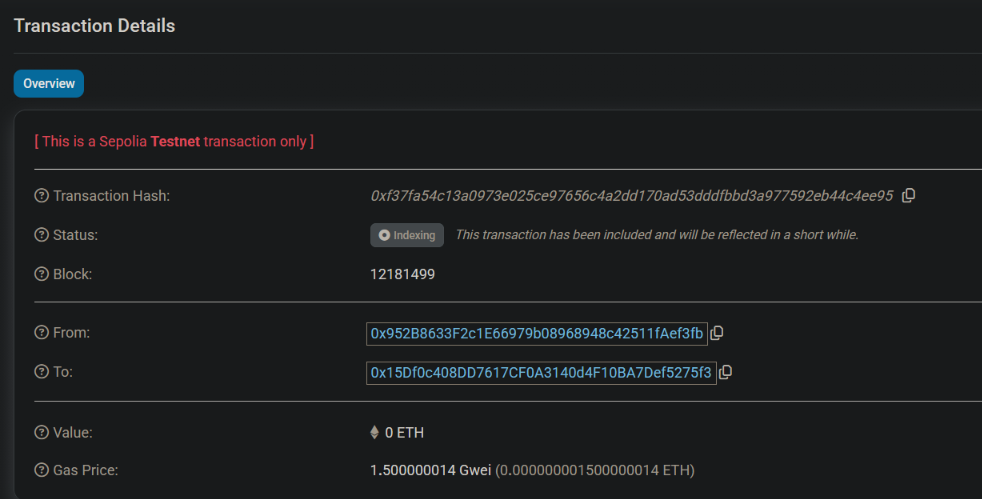 Transaction Details
Overview
[ This is a Sepolia Testnet transaction only ]
Transaction Hash: 0xf37fa54c13a0973e025ce97656c4a2dd170ad53dddfbbd3a977592eb44c4ee95
Status: Indexing This transaction has been included and will be reflected in a short while.
Block: 12181499
From: 0x952B8633F2c1E66979b08968948c42511fAef3fb
To: 0x15Df0c408DD7617CF0A3140d4F10BA7Def5275f3
Value: 0 ETH
Gas Price: 1.500000014 Gwei (0.000000001500000014 ETH)